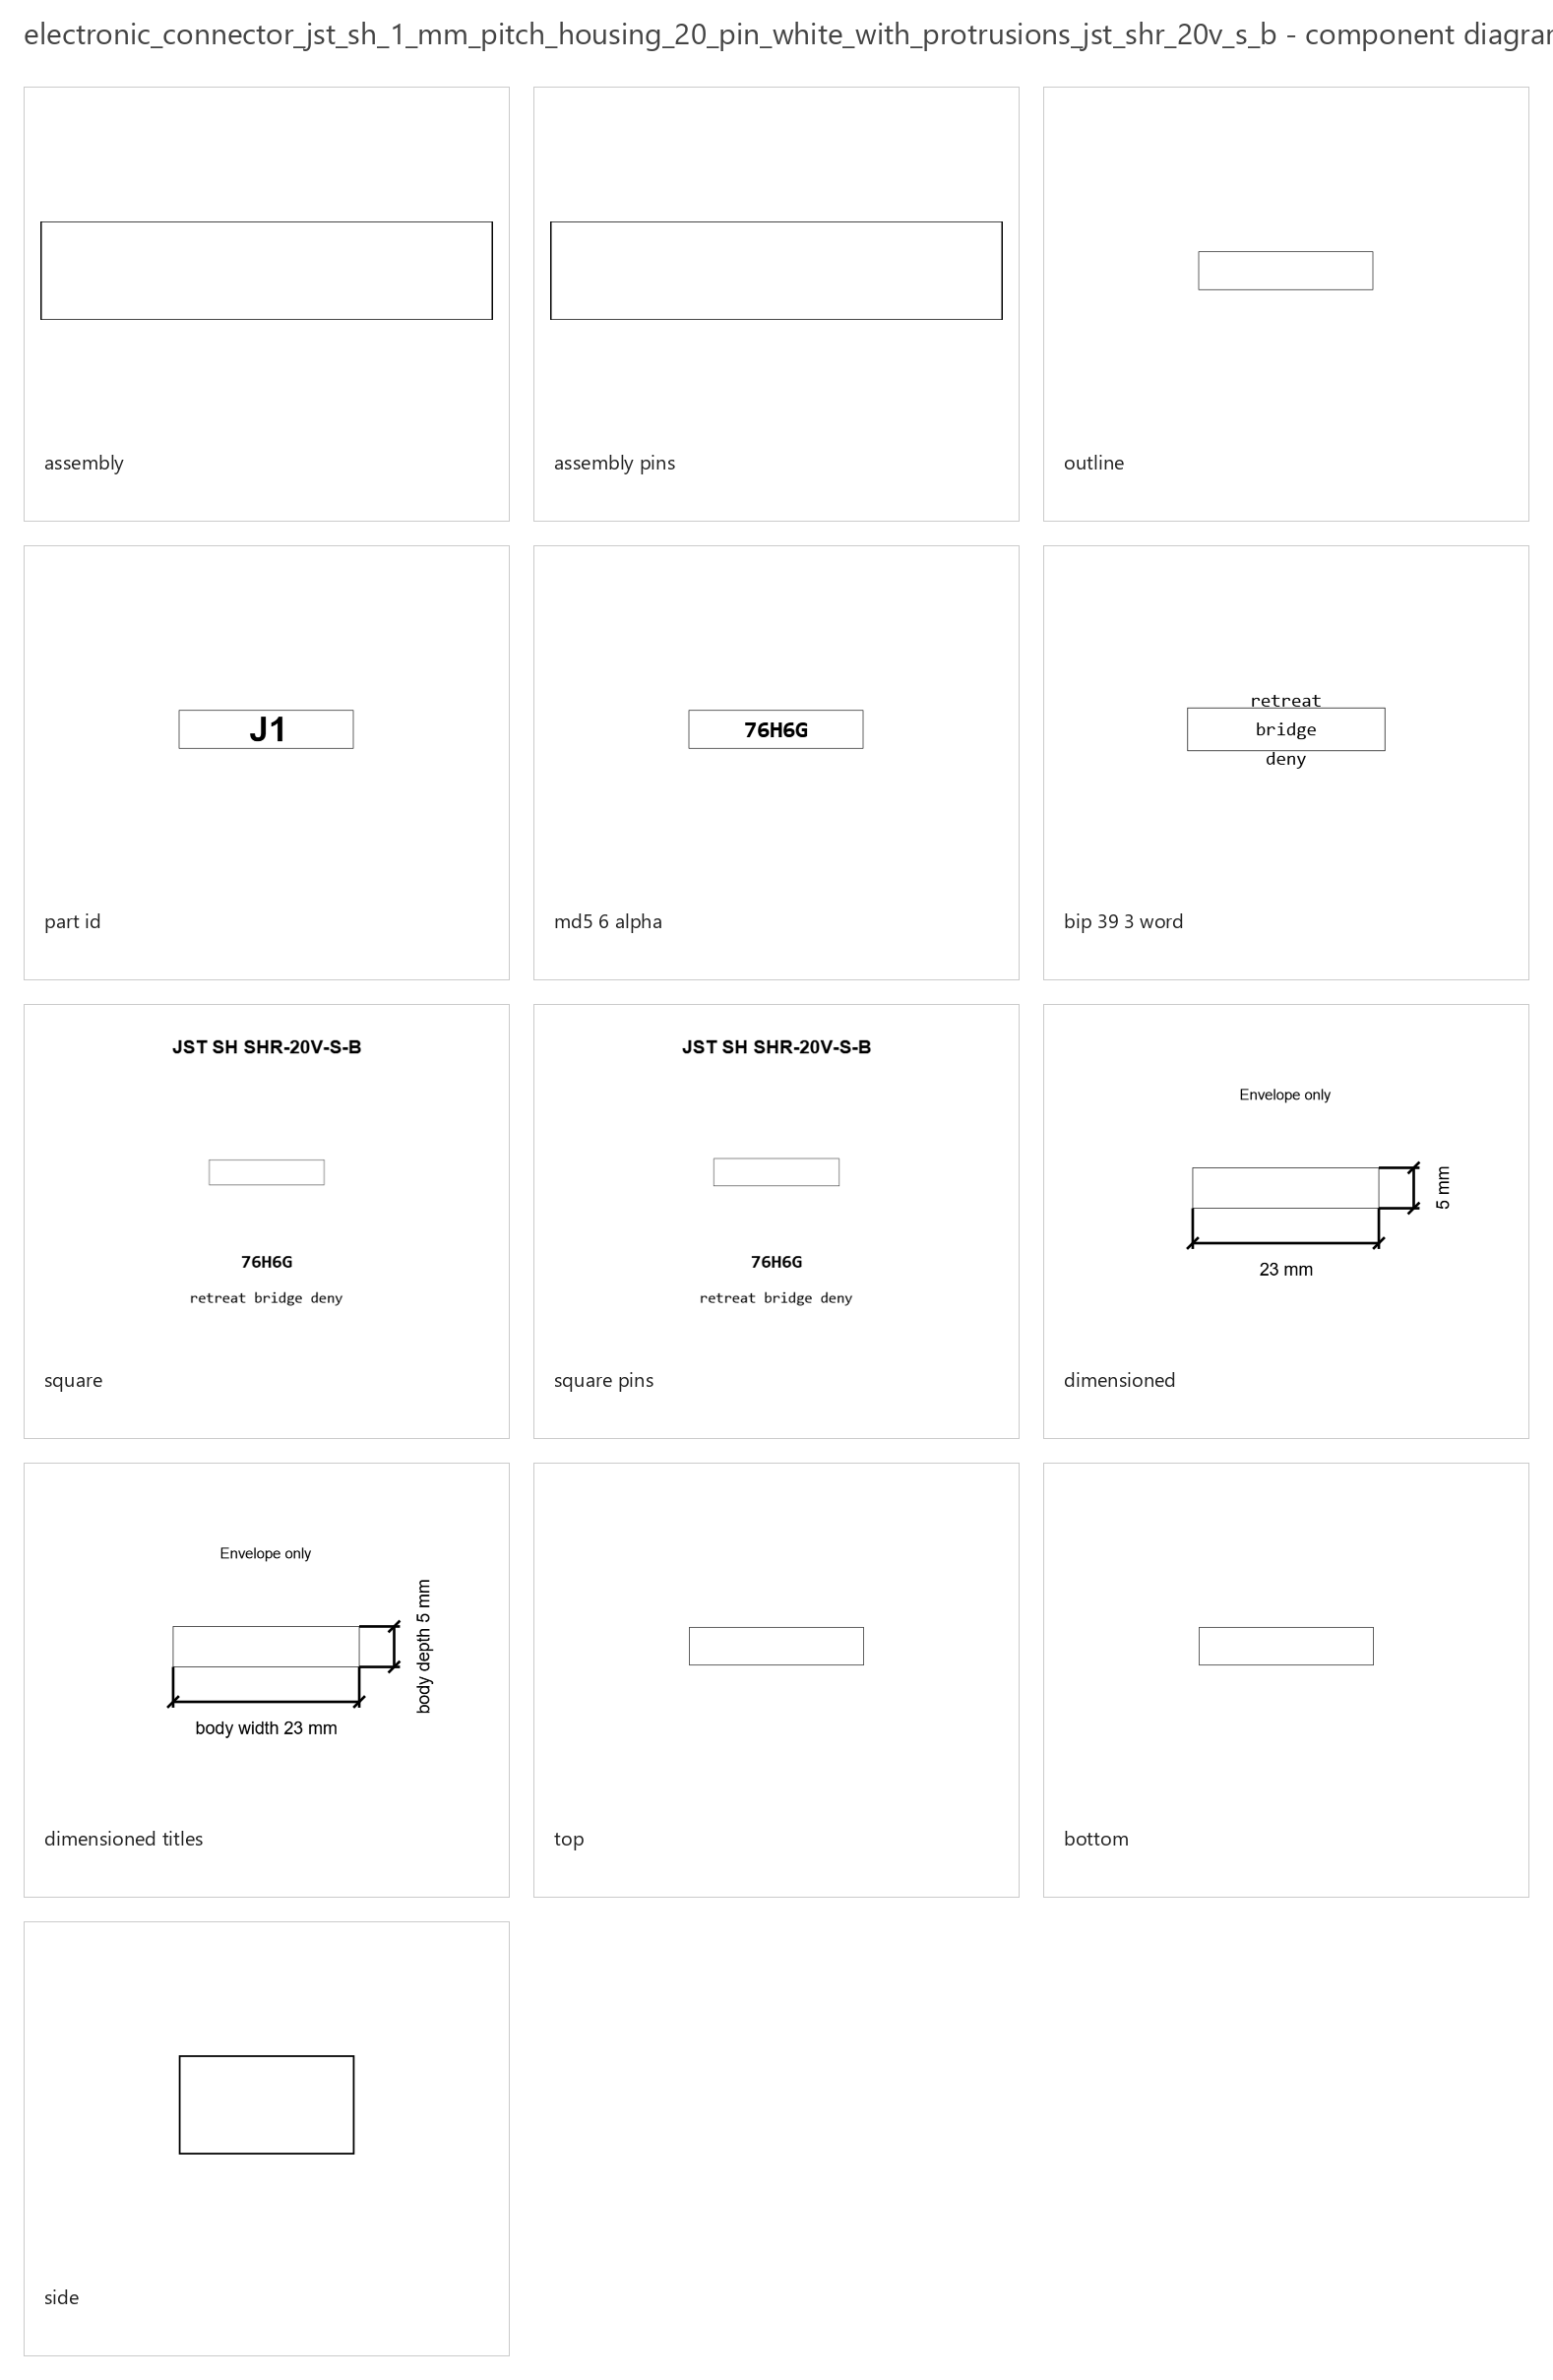 electronic_connector_jst_sh_1_mm_pitch_housing_20_pin_white_with_protrusions_jst_shr_20v_s_b - component diagra
assembly
assembly pins
outline
J1
part id
76H6G
md5 6 alpha
retreat
bridge
deny
bip 39 3 word
JST SH SHR-20V-S-B
76H6G
retreat bridge deny
square
JST SH SHR-20V-S-B
76H6G
retreat bridge deny
square pins
Envelope only
5 mm
23 mm
dimensioned
Envelope only
body depth 5 mm
body width 23 mm
dimensioned titles
top
bottom
side